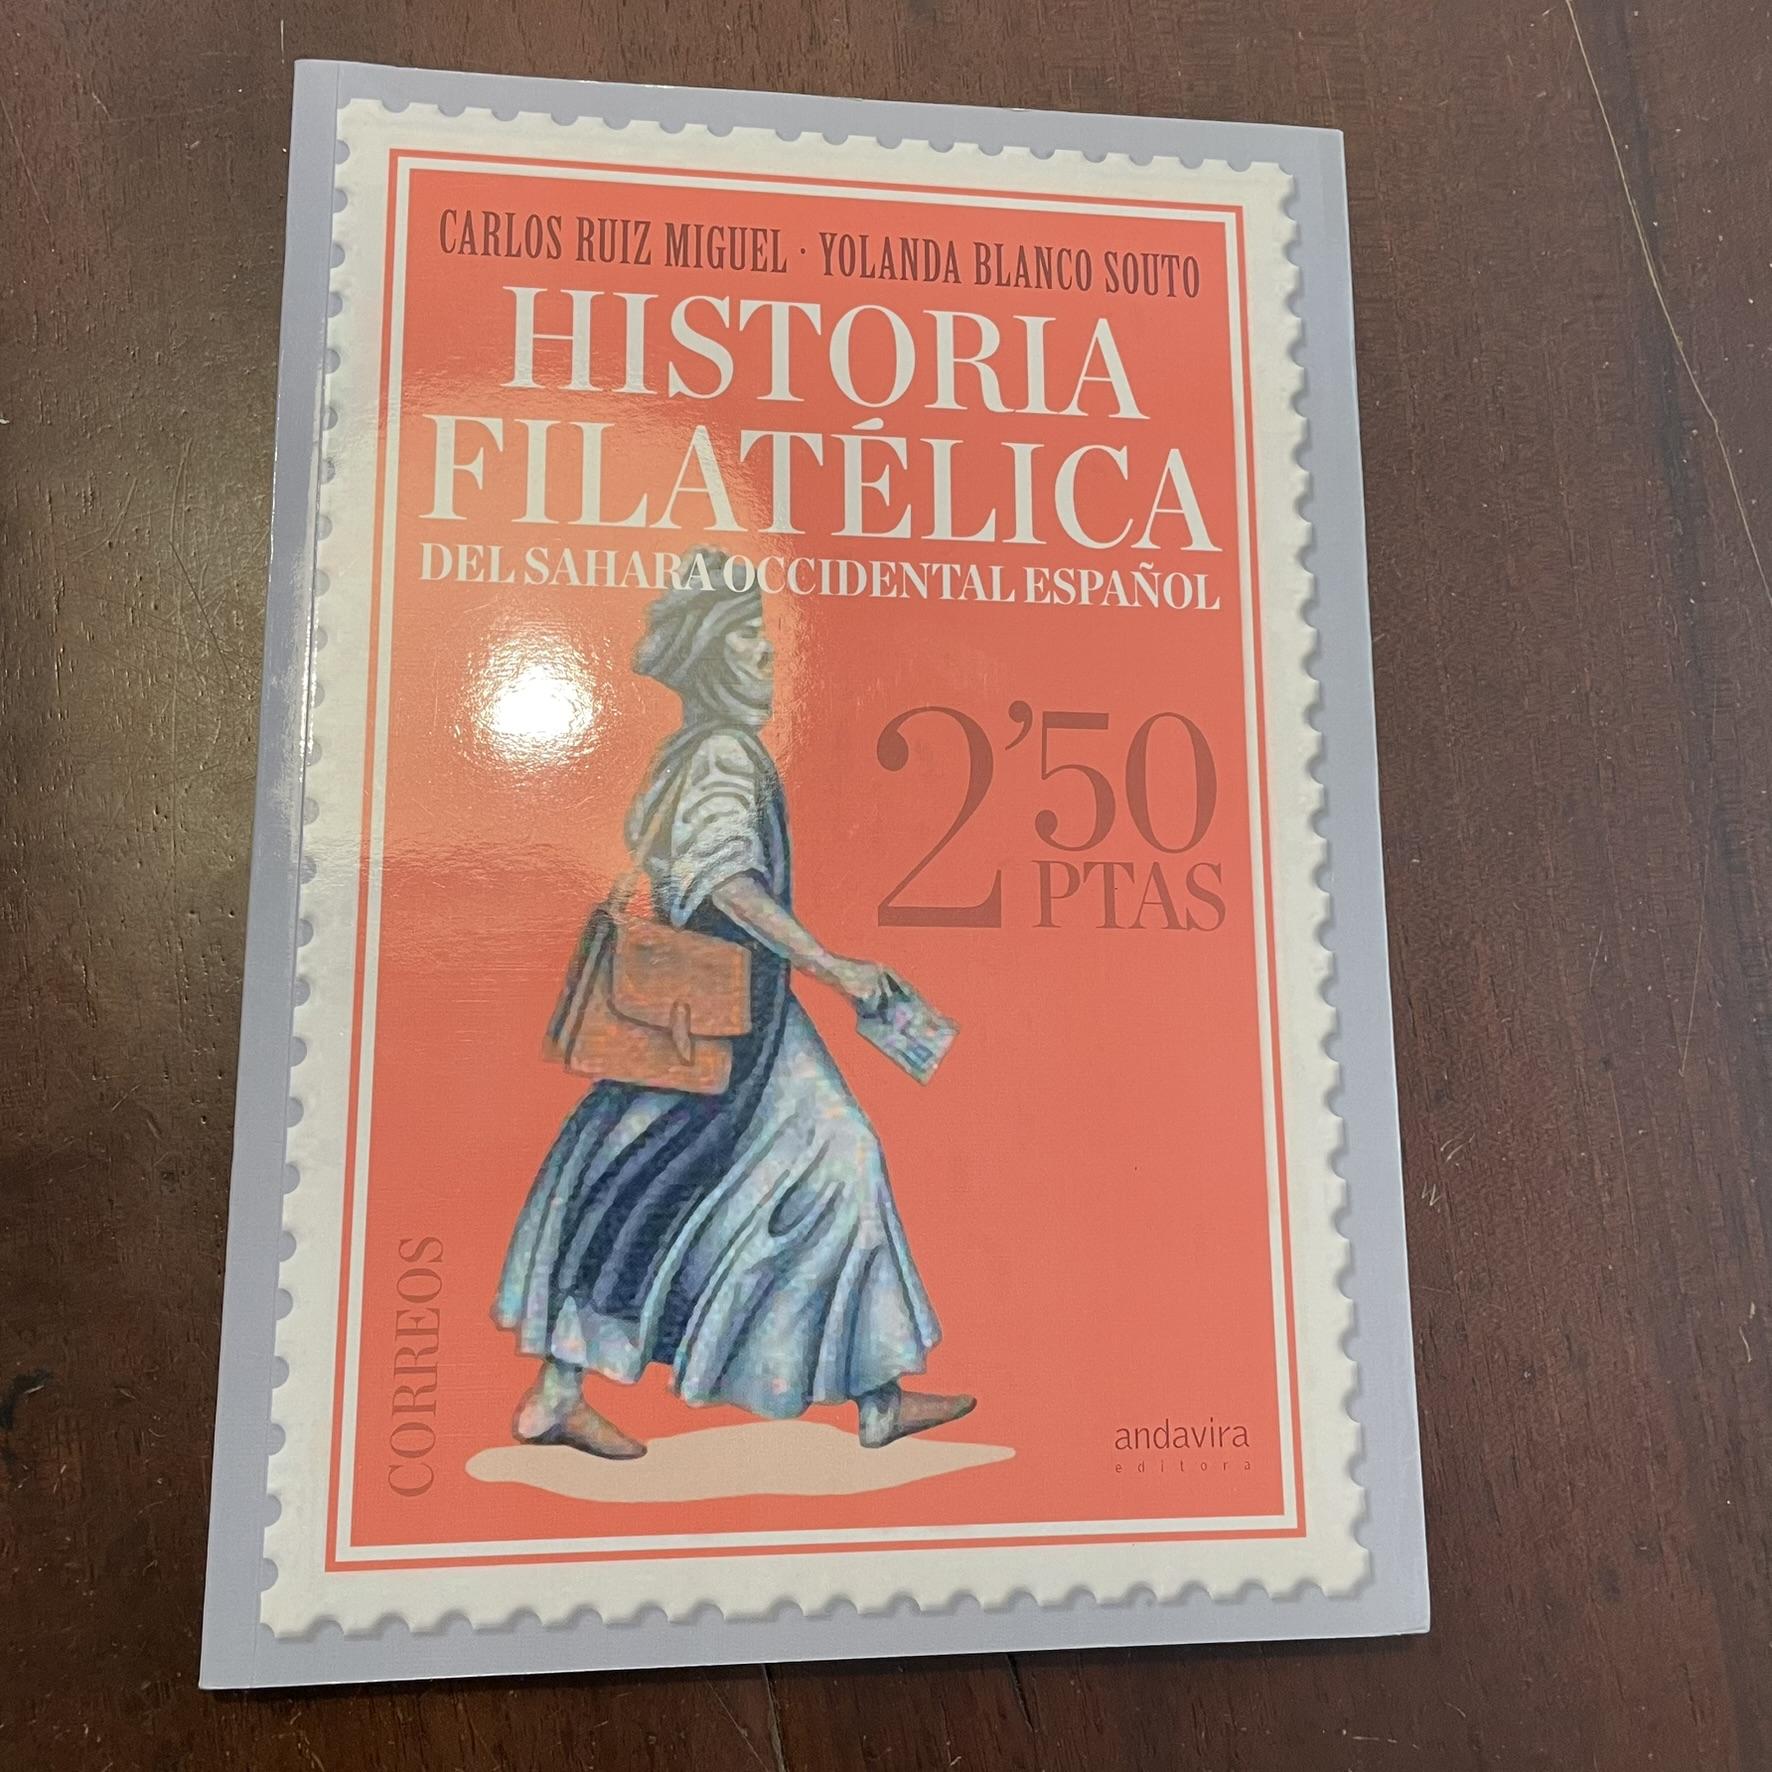 CARLOS RUIZ MIGUEL · YOLANDA BLANCO SOUTO
HISTORIA
FILATÉLICA
DEL SAHARA OCCIDENTAL ESPAÑOL
2'50
PTAS
CORREOS
andavira
editora